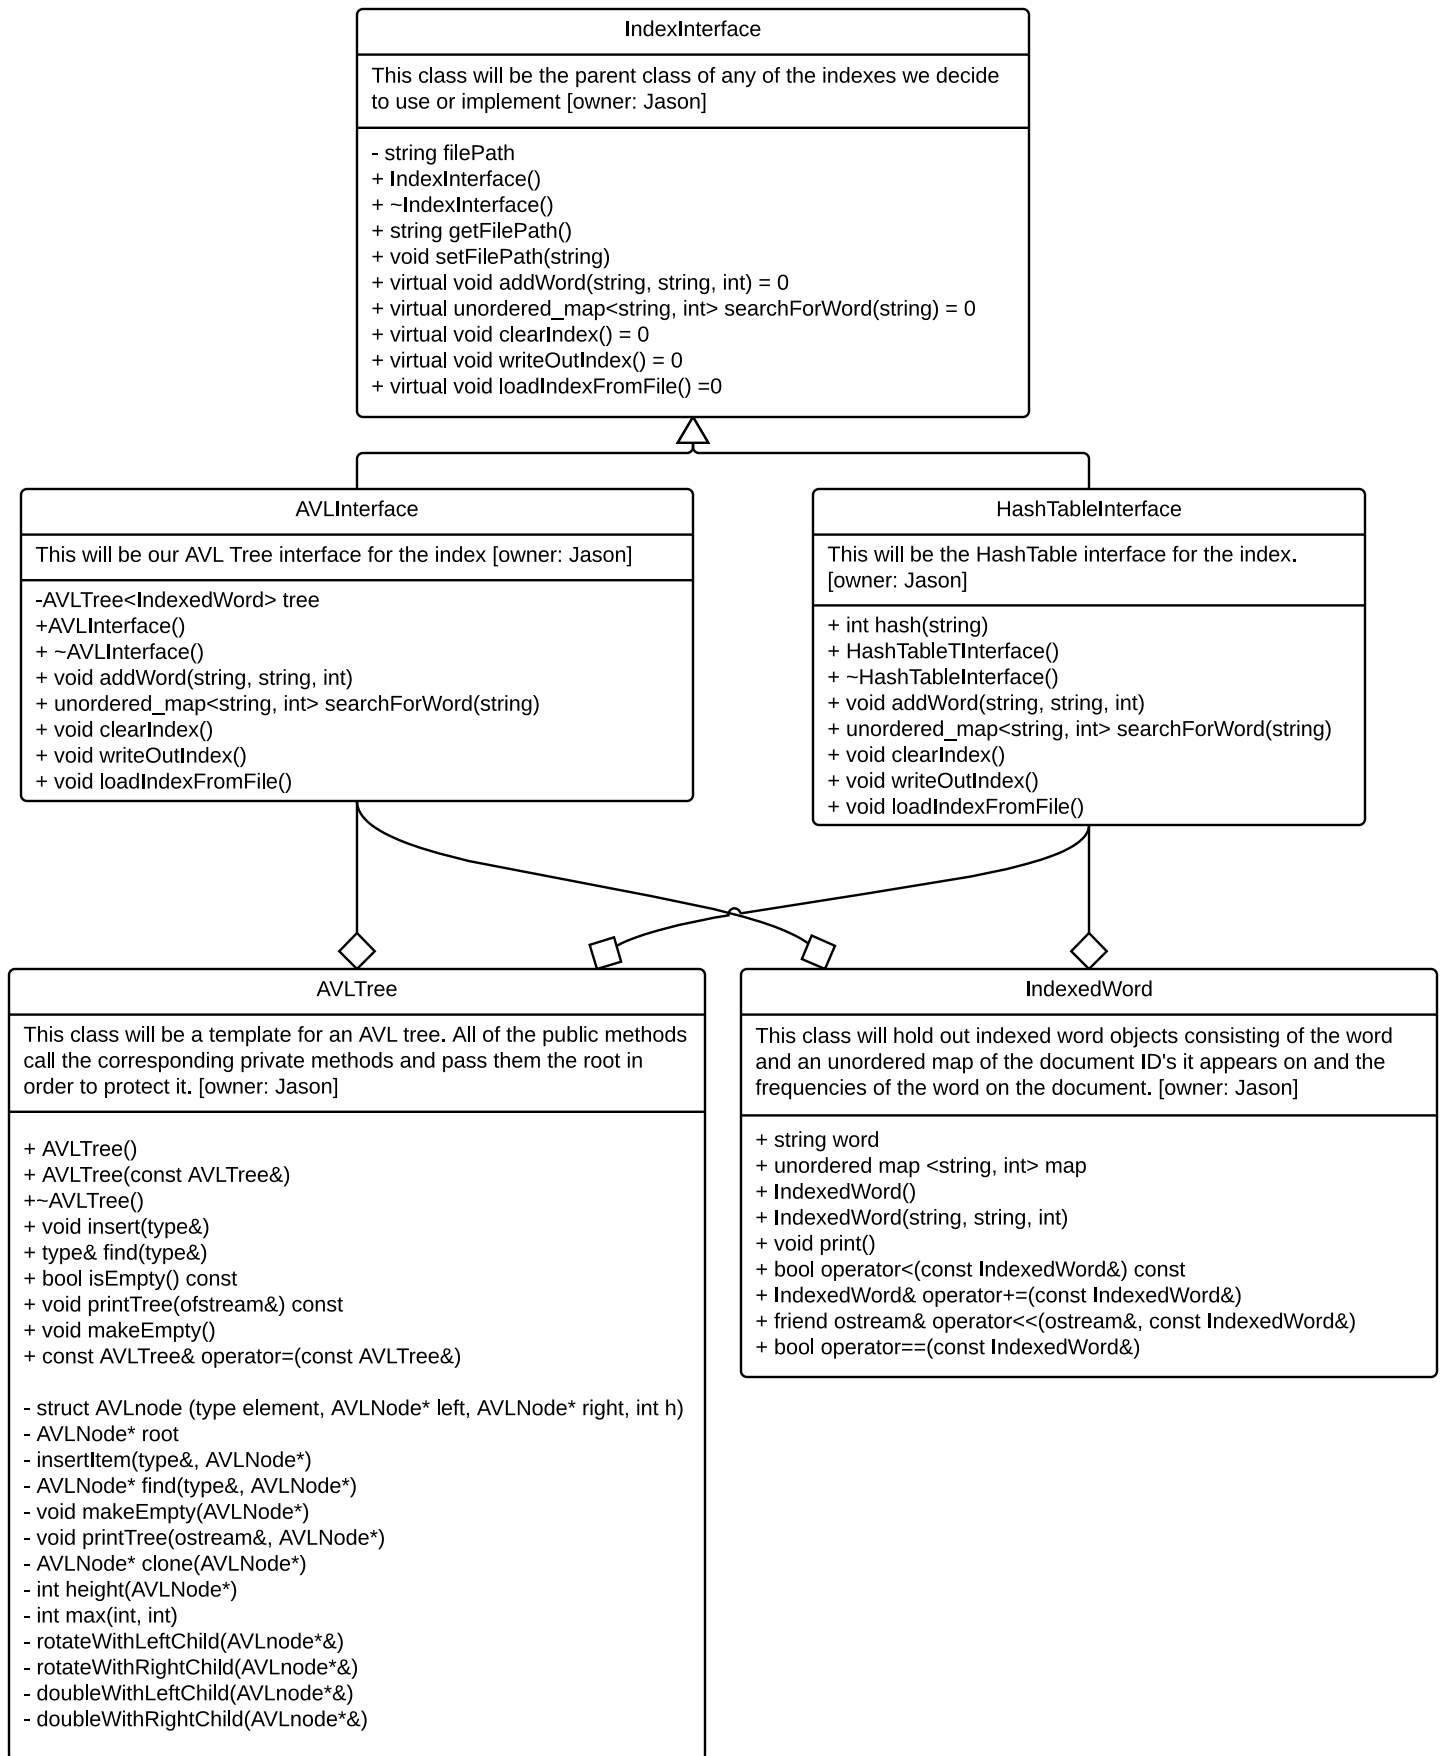 IndexInterface
This class will be the parent class of any of the indexes we decide
to use or implement [owner: Jason]
- string filePath
+ IndexInterface()
+ ~IndexInterface()
+ string getFilePath()
+ void setFilePath(string)
+ virtual void addWord(string, string, int) = 0
+ virtual unordered_map<string, int> searchForWord(string) = 0
+ virtual void clearIndex() = 0
+ virtual void writeOutIndex() = 0
+ virtual void loadIndexFromFile() =0
AVLInterface
This will be our AVL Tree interface for the index [owner: Jason]
-AVLTree<IndexedWord> tree
+AVLInterface()
+ ~AVLInterface()
+ void addWord(string, string, int)
+ unordered_map<string, int> searchForWord(string)
+ void clearIndex()
+ void writeOutIndex()
+ void loadIndexFromFile()
HashTableInterface
This will be the HashTable interface for the index.
[owner: Jason]
+ int hash(string)
+ HashTableTInterface()
+ ~HashTableInterface()
+ void addWord(string, string, int)
+ unordered_map<string, int> searchForWord(string)
+ void clearIndex()
+ void writeOutIndex()
+ void loadIndexFromFile()
AVLTree
This class will be a template for an AVL tree. All of the public methods
call the corresponding private methods and pass them the root in
order to protect it. [owner: Jason]
+ AVLTree()
+ AVLTree(const AVLTree&)
+~AVLTree()
+ void insert(type&)
+ type& find(type&)
+ bool isEmpty() const
+ void printTree(ofstream&) const
+ void makeEmpty()
+ const AVLTree& operator=(const AVLTree&)
- struct AVLnode (type element, AVLNode* left, AVLNode* right, int h)
- AVLNode* root
- insertItem(type&, AVLNode*)
- AVLNode* find(type&, AVLNode*)
- void makeEmpty(AVLNode*)
- void printTree(ostream&, AVLNode*)
- AVLNode* clone(AVLNode*)
- int height(AVLNode*)
- int max(int, int)
- rotateWithLeftChild(AVLnode*&)
- rotateWithRightChild(AVLnode*&)
- doubleWithLeftChild(AVLnode*&)
- doubleWithRightChild(AVLnode*&)
IndexedWord
This class will hold out indexed word objects consisting of the word
and an unordered map of the document ID's it appears on and the
frequencies of the word on the document. [owner: Jason]
+ string word
+ unordered map <string, int> map
+ IndexedWord()
+ IndexedWord(string, string, int)
+ void print()
+ bool operator<(const IndexedWord&) const
+ IndexedWord& operator+=(const IndexedWord&)
+ friend ostream& operator<<(ostream&, const IndexedWord&)
+ bool operator==(const IndexedWord&)